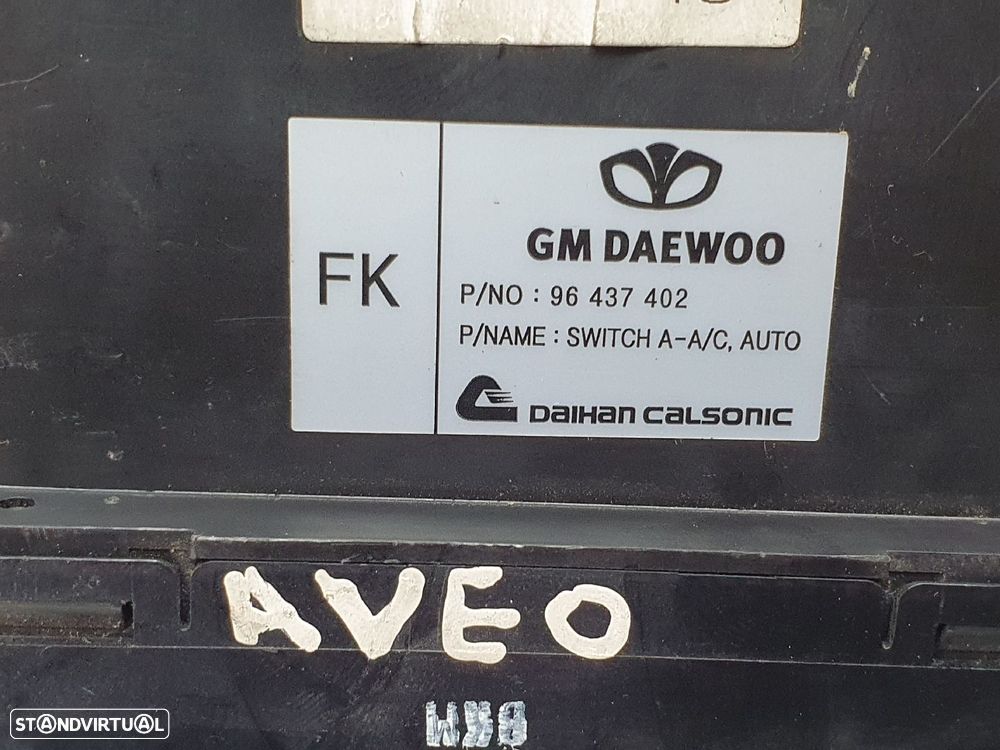 FK
GM DAEWOO
P/NO : 96 437 402
P/NAME : SWITCH A-A/C, AUTO
DAIHAN CALSONIC
AVEO
STANDVIRTUAL